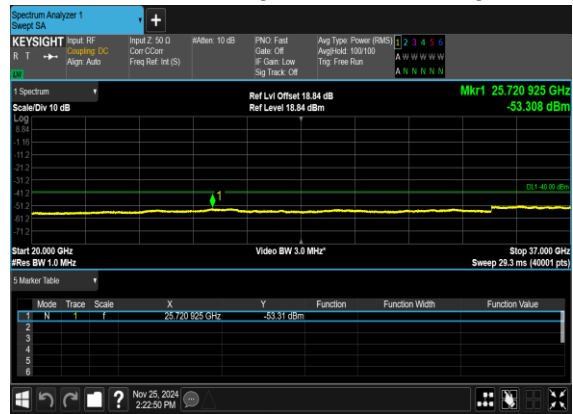 Spectrum Analyzer 1
Swept SA
+
KEYSIGHT Input: RF Input Z: 50 Ω #Atten: 10 dB PNO: Fast Avg Type: Power (RMS) 1 2 3 4 5 6
R T Coupling: DC Corr CCorr Gate: Off Avg|Hold: 100/100 A W W W W W
Align: Auto Freq Ref: Int (S) IF Gain: Low Trig: Free Run
LW Sig Track: Off A N N N N N
1 Spectrum Ref Lvl Offset 18.84 dB Mkr1 25.720 925 GHz
Scale/Div 10 dB Ref Level 18.84 dBm -53.308 dBm
Log
8.84
-1.16
-11.2
-21.2
-31.2
DL1 -40.00 dBm
-41.2
1
-51.2
-61.2
-71.2
Start 20.000 GHz Video BW 3.0 MHz* Stop 37.000 GHz
#Res BW 1.0 MHz Sweep 29.3 ms (40001 pts)
5 Marker Table
Mode Trace Scale X Y Function Function Width Function Value
1 N 1 f 25.720 925 GHz -53.31 dBm
2
3
4
5
6
? Nov 25, 2024
2:22:50 PM